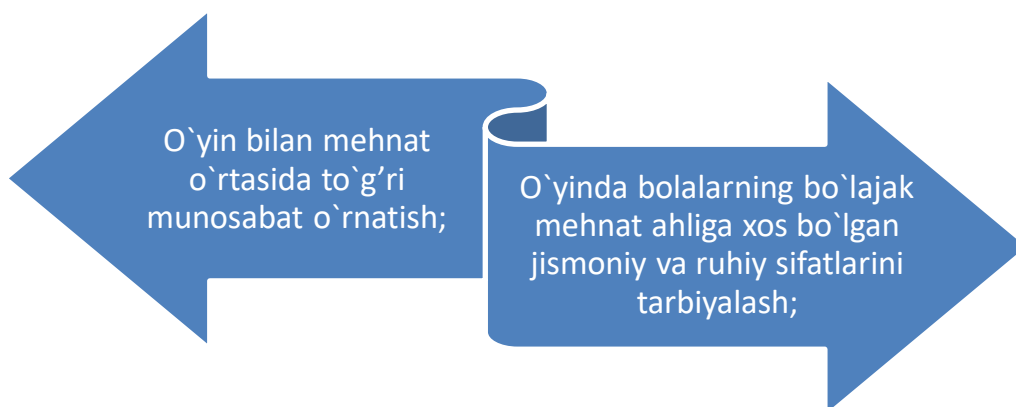 O`yin bilan mehnat
o`rtasida to`g’ri
munosabat o`rnatish;
O`yinda bolalarning bo`lajak
mehnat ahliga xos bo`lgan
jismoniy va ruhiy sifatlarini
tarbiyalash;